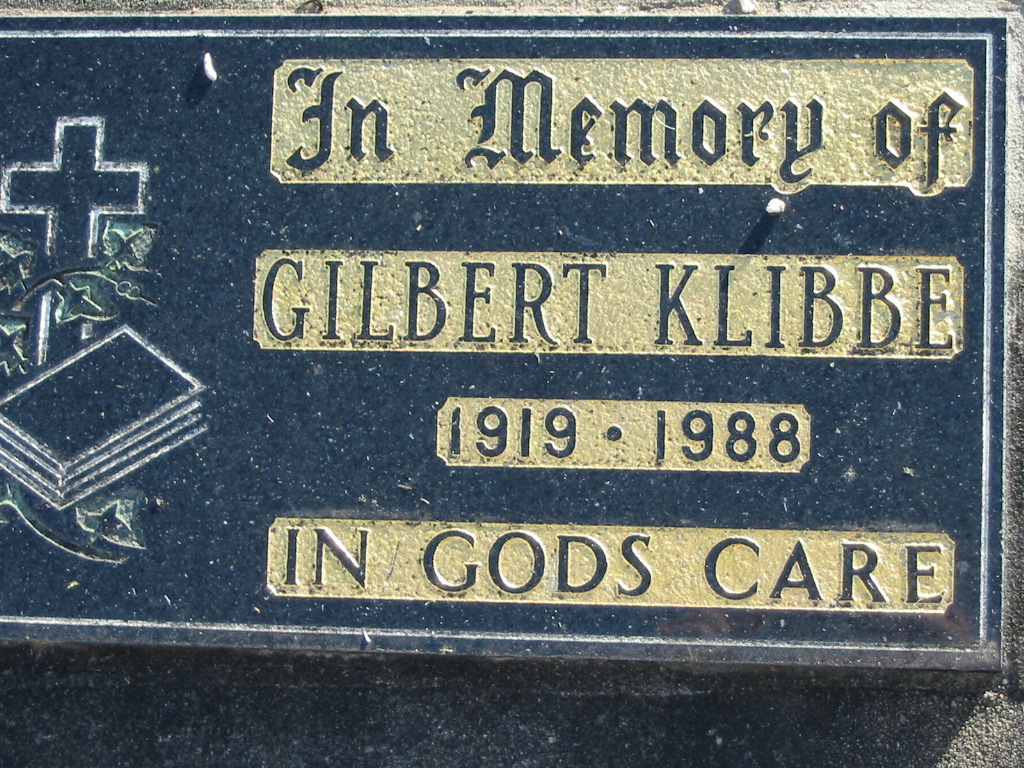 In Memory of
GILBERT KLIBBE
1919 • 1988
IN GODS CARE